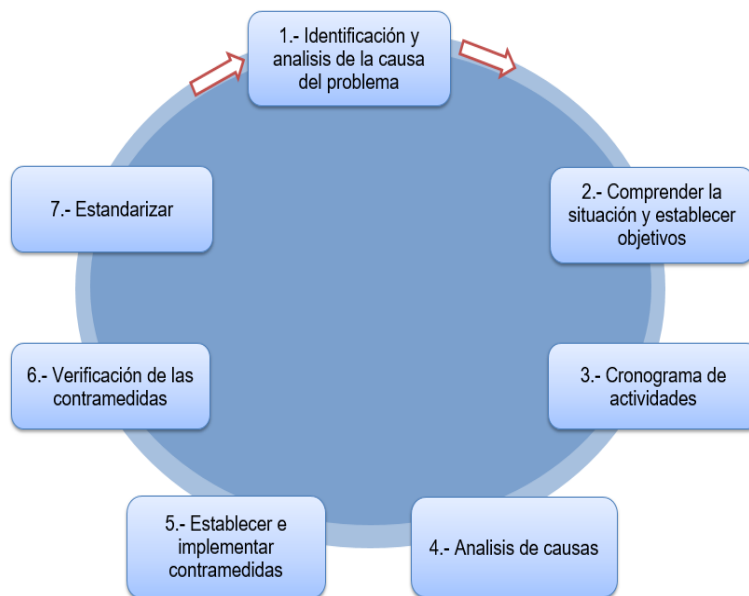 1.- Identificación y
analisis de la causa
del problema
2.- Comprender la
situación y establecer
objetivos
3.- Cronograma de
actividades
4.- Analisis de causas
5.- Establecer e
implementar
contramedidas
6.- Verificación de las
contramedidas
7.- Estandarizar